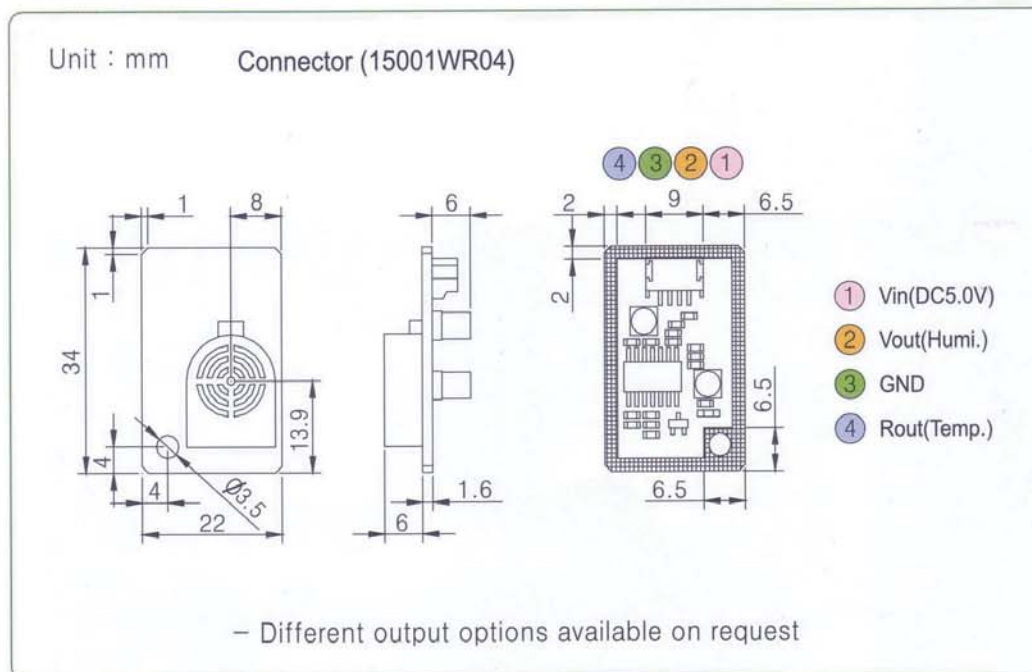 Unit : mm Connector (15001WR04)
4 3 2 1
1 8 6 2 9 6.5
1 2
34
13.9
6.5
4
4 Ø3.5 1.6 6.5
22 6
1 Vin(DC5.0V)
2 Vout(Humi.)
3 GND
4 Rout(Temp.)
– Different output options available on request